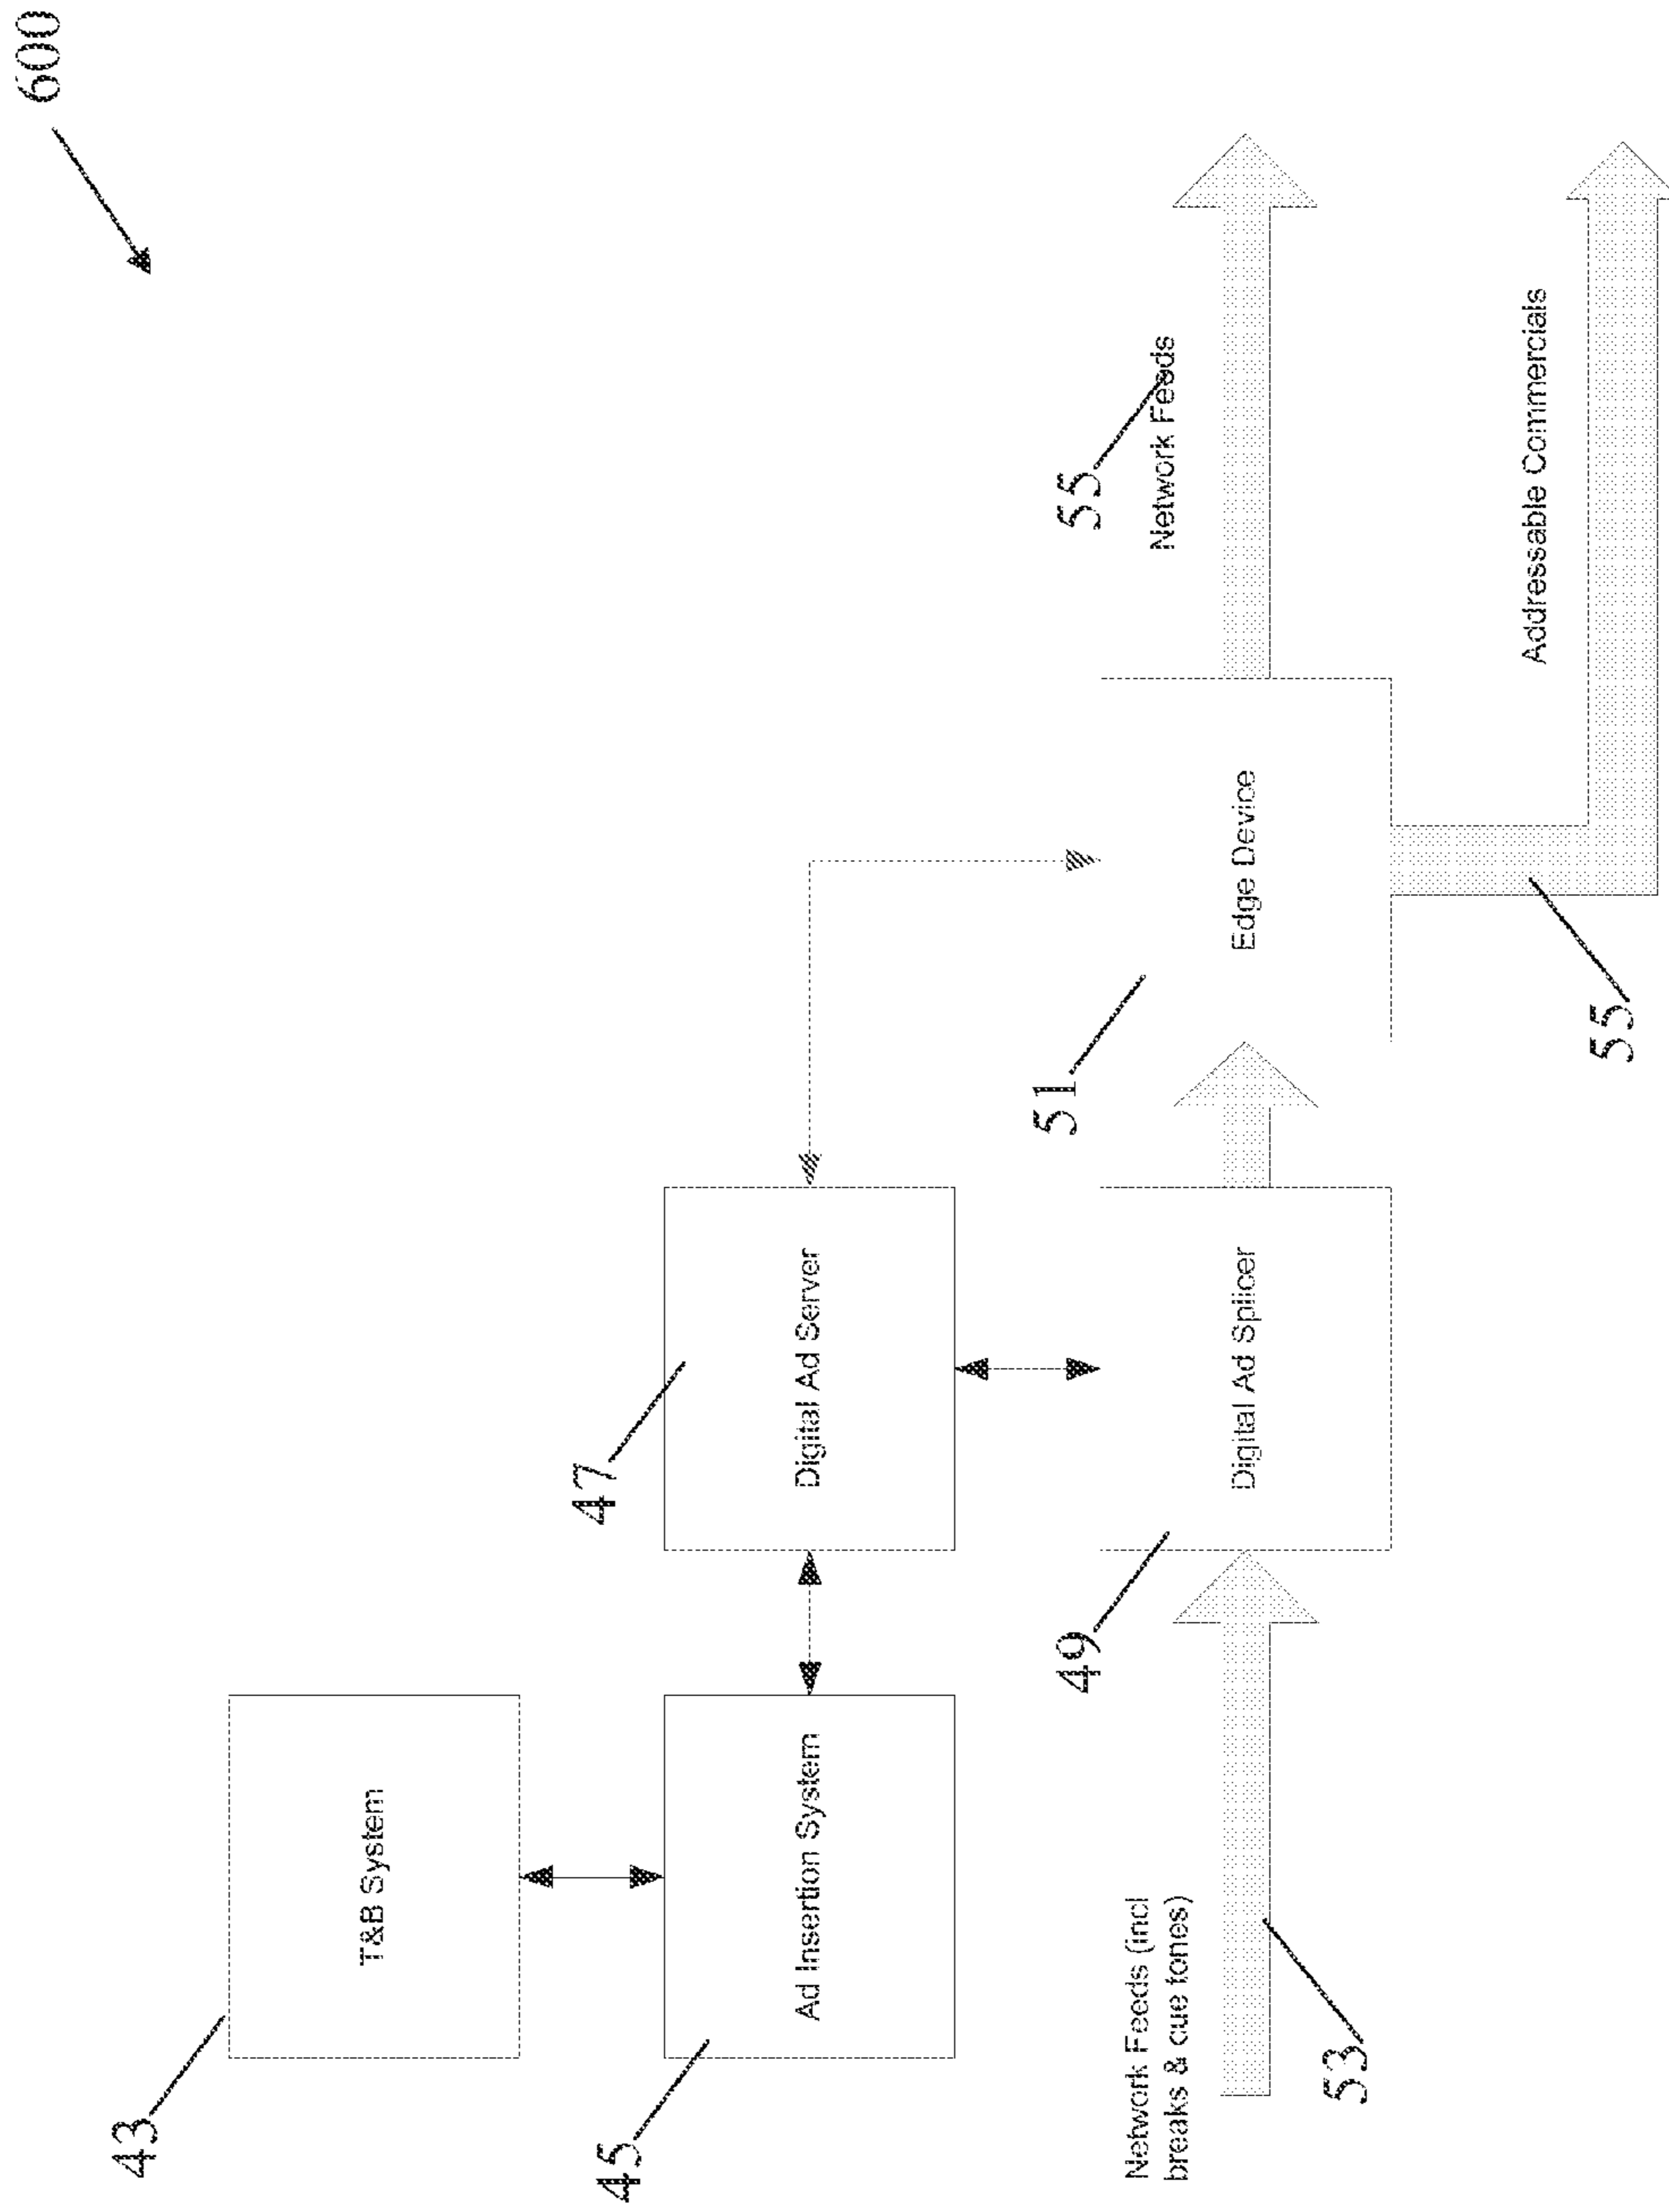 600
43
T&B System
45
Ad Insertion System
47
Digital Ad Server
Network Feeds (incl
breaks & cue tones)
53
49
Digital Ad Splicer
51
Edge Device
55
Network Feeds
Addressable Commercials
55